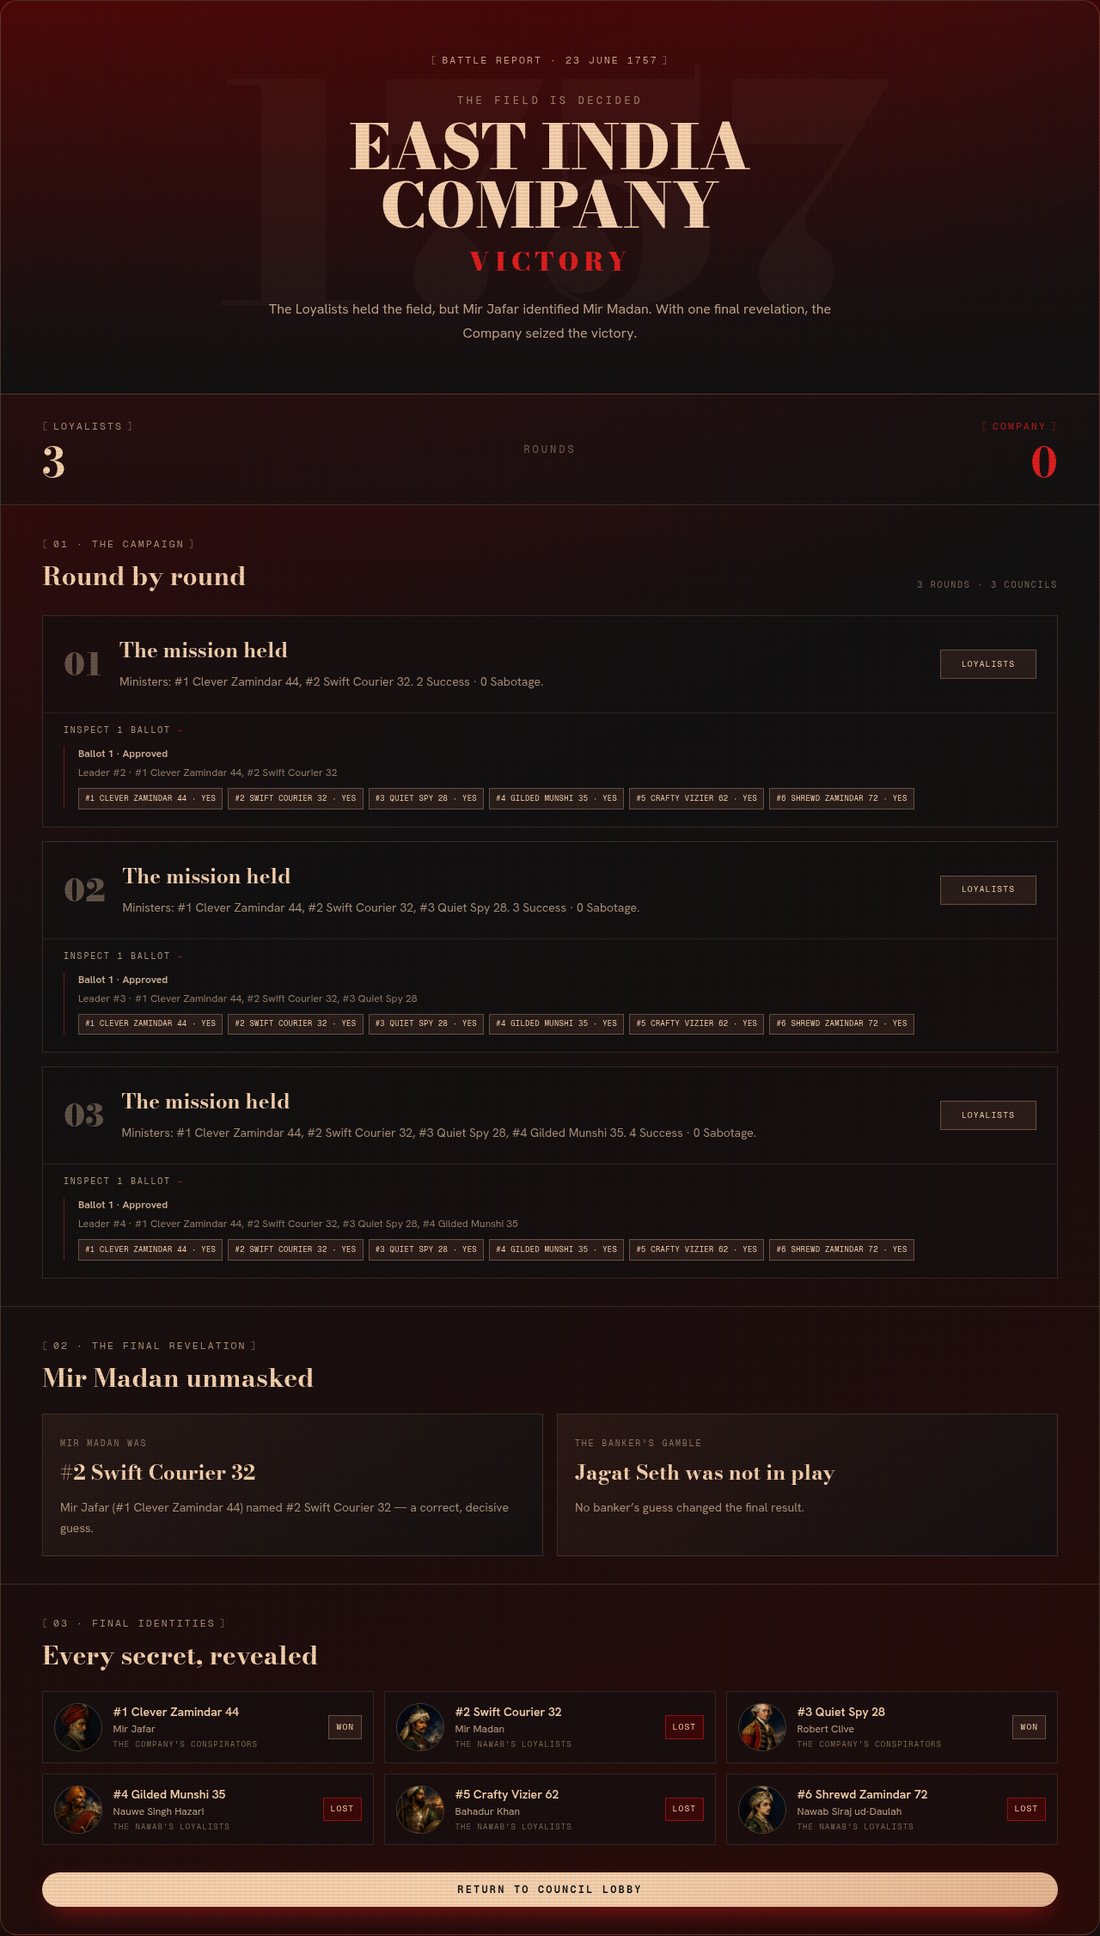 [ BATTLE REPORT · 23 JUNE 1757 ]
1757
THE FIELD IS DECIDED
EAST INDIA
COMPANY
VICTORY
The Loyalists held the field, but Mir Jafar identified Mir Madan. With one final revelation, the
Company seized the victory.
[ LOYALISTS ]
3
ROUNDS
[ COMPANY ]
0
[ 01 · THE CAMPAIGN ]
Round by round
3 ROUNDS · 3 COUNCILS
01
The mission held
Ministers: #1 Clever Zamindar 44, #2 Swift Courier 32. 2 Success · 0 Sabotage.
LOYALISTS
INSPECT 1 BALLOT –
Ballot 1 · Approved
Leader #2 · #1 Clever Zamindar 44, #2 Swift Courier 32
#1 CLEVER ZAMINDAR 44 · YES #2 SWIFT COURIER 32 · YES #3 QUIET SPY 28 · YES #4 GILDED MUNSHI 35 · YES #5 CRAFTY VIZIER 62 · YES #6 SHREWD ZAMINDAR 72 · YES
02
The mission held
Ministers: #1 Clever Zamindar 44, #2 Swift Courier 32, #3 Quiet Spy 28. 3 Success · 0 Sabotage.
LOYALISTS
INSPECT 1 BALLOT –
Ballot 1 · Approved
Leader #3 · #1 Clever Zamindar 44, #2 Swift Courier 32, #3 Quiet Spy 28
#1 CLEVER ZAMINDAR 44 · YES #2 SWIFT COURIER 32 · YES #3 QUIET SPY 28 · YES #4 GILDED MUNSHI 35 · YES #5 CRAFTY VIZIER 62 · YES #6 SHREWD ZAMINDAR 72 · YES
03
The mission held
Ministers: #1 Clever Zamindar 44, #2 Swift Courier 32, #3 Quiet Spy 28, #4 Gilded Munshi 35. 4 Success · 0 Sabotage.
LOYALISTS
INSPECT 1 BALLOT –
Ballot 1 · Approved
Leader #4 · #1 Clever Zamindar 44, #2 Swift Courier 32, #3 Quiet Spy 28, #4 Gilded Munshi 35
#1 CLEVER ZAMINDAR 44 · YES #2 SWIFT COURIER 32 · YES #3 QUIET SPY 28 · YES #4 GILDED MUNSHI 35 · YES #5 CRAFTY VIZIER 62 · YES #6 SHREWD ZAMINDAR 72 · YES
[ 02 · THE FINAL REVELATION ]
Mir Madan unmasked
MIR MADAN WAS
#2 Swift Courier 32
Mir Jafar (#1 Clever Zamindar 44) named #2 Swift Courier 32 — a correct, decisive
guess.
THE BANKER'S GAMBLE
Jagat Seth was not in play
No banker’s guess changed the final result.
[ 03 · FINAL IDENTITIES ]
Every secret, revealed
#1 Clever Zamindar 44
Mir Jafar
THE COMPANY'S CONSPIRATORS
WON
#2 Swift Courier 32
Mir Madan
THE NAWAB'S LOYALISTS
LOST
#3 Quiet Spy 28
Robert Clive
THE COMPANY'S CONSPIRATORS
WON
#4 Gilded Munshi 35
Nauwe Singh Hazari
THE NAWAB'S LOYALISTS
LOST
#5 Crafty Vizier 62
Bahadur Khan
THE NAWAB'S LOYALISTS
LOST
#6 Shrewd Zamindar 72
Nawab Siraj ud-Daulah
THE NAWAB'S LOYALISTS
LOST
RETURN TO COUNCIL LOBBY